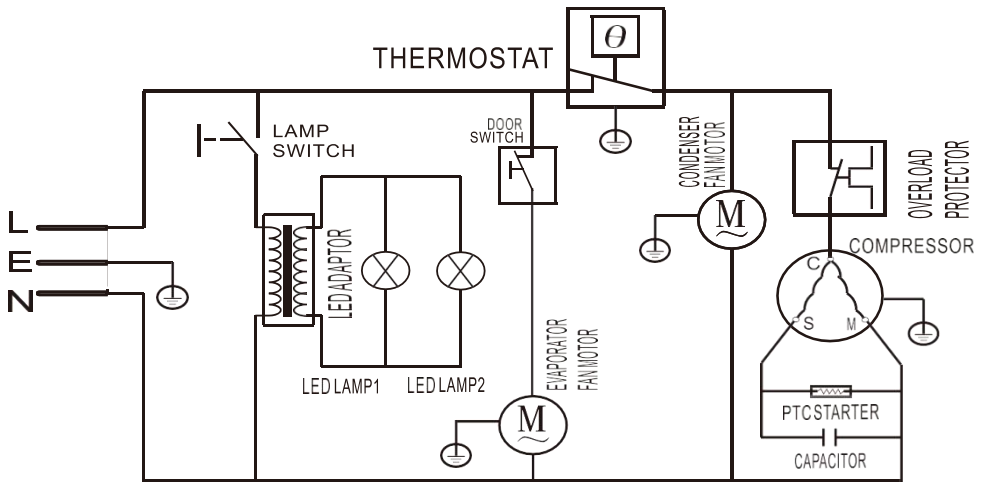 THERMOSTAT
θ
DOOR
SWITCH
LAMP
SWITCH
CONDENSER
FAN MOTOR
OVERLOAD
PROTECTOR
L
E
N
LED ADAPTOR
M
COMPRESSOR
C
S
M
EVAPORATOR
FAN MOTOR
LED LAMP1
LED LAMP2
M
PTC STARTER
CAPACITOR